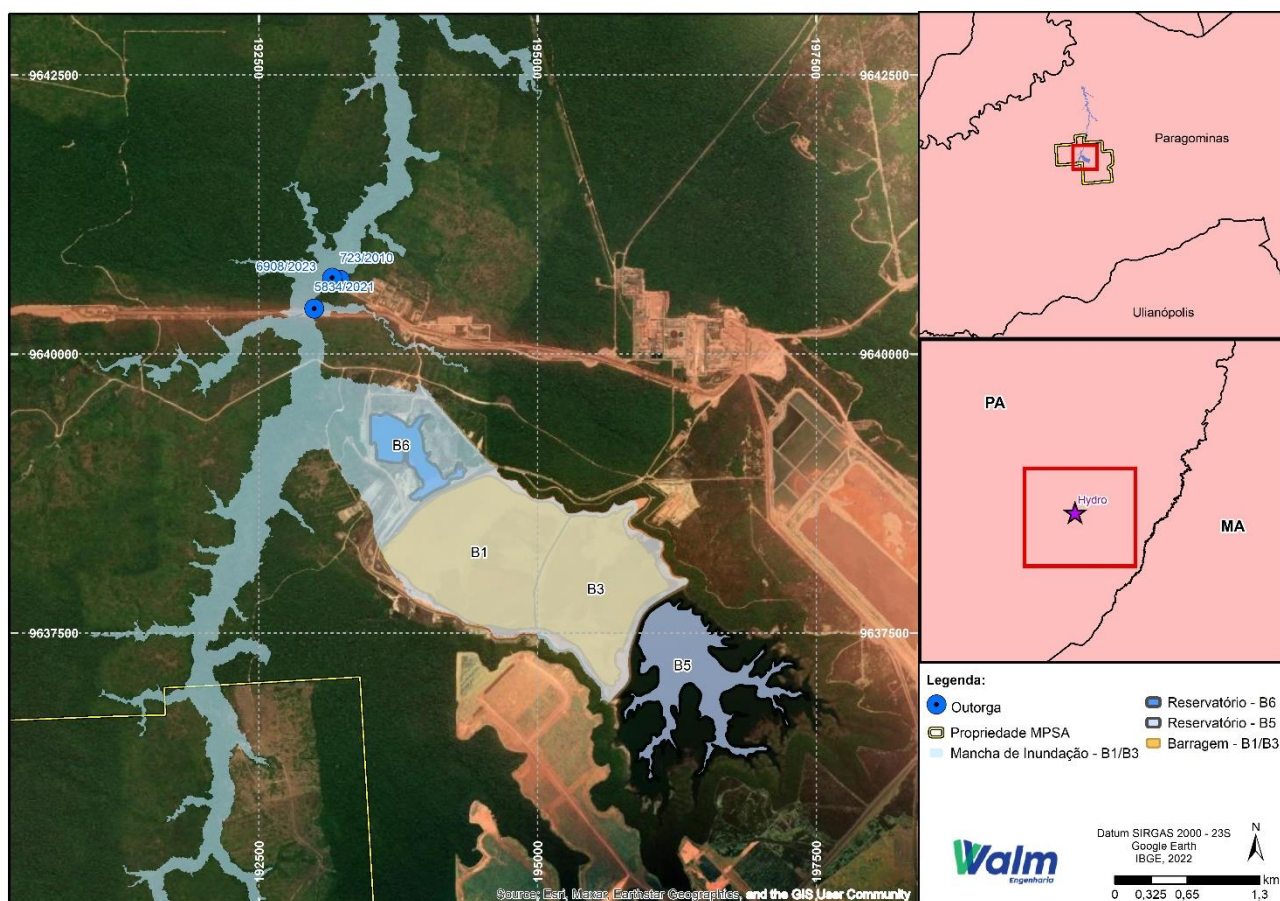 192500
195000
197500
9642500
9642500
6908/2023
723/2010
5834/2021
9640000
9640000
B6
B1
B3
9637500
9637500
B5
192500
195000
197500
Source: Esri, Maxar, Earthstar Geographics, and the GIS User Community
Paragominas
Ulianópolis
PA
Hydro
MA
Legenda:
Outorga
Propriedade MPSA
Mancha de Inundação - B1/B3
Reservatório - B6
Reservatório - B5
Barragem - B1/B3
Walm
Engenharia
Datum SIRGAS 2000 - 23S
Google Earth
IBGE, 2022
N
km
0 0,325 0,65 1,3